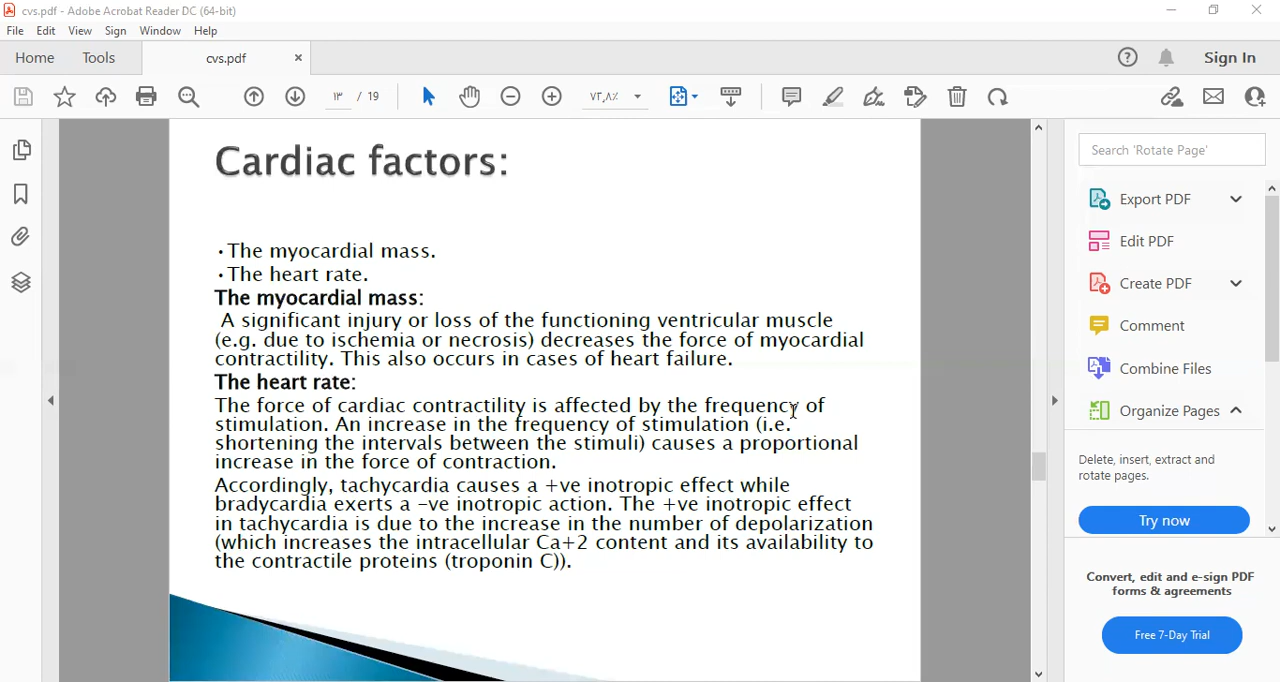 cvs.pdf - Adobe Acrobat Reader DC (64-bit)
File Edit View Sign Window Help
Home Tools cvs.pdf × Sign In
١٣ / 19 ٧٣,٨٪
Cardiac factors:
Search 'Rotate Page'
Export PDF
Edit PDF
Create PDF
Comment
Combine Files
Organize Pages
Delete, insert, extract and
rotate pages.
Try now
Convert, edit and e-sign PDF
forms & agreements
Free 7-Day Trial
•The myocardial mass.
•The heart rate.
The myocardial mass:
A significant injury or loss of the functioning ventricular muscle
(e.g. due to ischemia or necrosis) decreases the force of myocardial
contractility. This also occurs in cases of heart failure.
The heart rate:
The force of cardiac contractility is affected by the frequency of
stimulation. An increase in the frequency of stimulation (i.e.
shortening the intervals between the stimuli) causes a proportional
increase in the force of contraction.
Accordingly, tachycardia causes a +ve inotropic effect while
bradycardia exerts a -ve inotropic action. The +ve inotropic effect
in tachycardia is due to the increase in the number of depolarization
(which increases the intracellular Ca+2 content and its availability to
the contractile proteins (troponin C)).